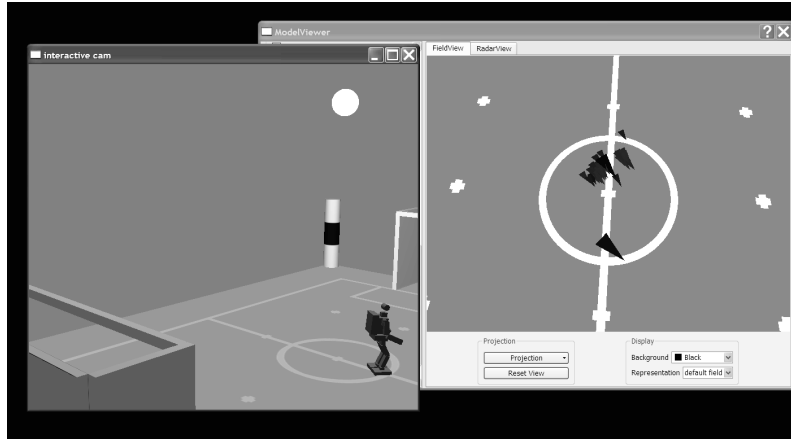 ModelViewer
interactive cam
FieldView RadarView
Projection
Projection
Reset View
Display
Background Black
Representation default field